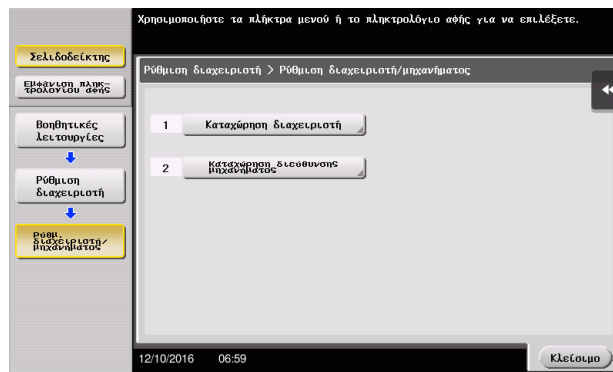 Χρησιμοποιήστε τα πλήκτρα μενού ή το πληκτρολόγιο αφής για να επιλέξετε.
Σελιδοδείκτης
Εμφάνιση πληκ-
τρολογίου αφής
Βοηθητικές
λειτουργίες
Ρύθμιση
διαχειριστή
Ρύθμ.
διαχειριστή/
μηχανήματος
Ρύθμιση διαχειριστή > Ρύθμιση διαχειριστή/μηχανήματος
1 Καταχώρηση διαχειριστή
2 Καταχώρηση διεύθυνσης
μηχανήματος
12/10/2016 06:59
Κλείσιμο